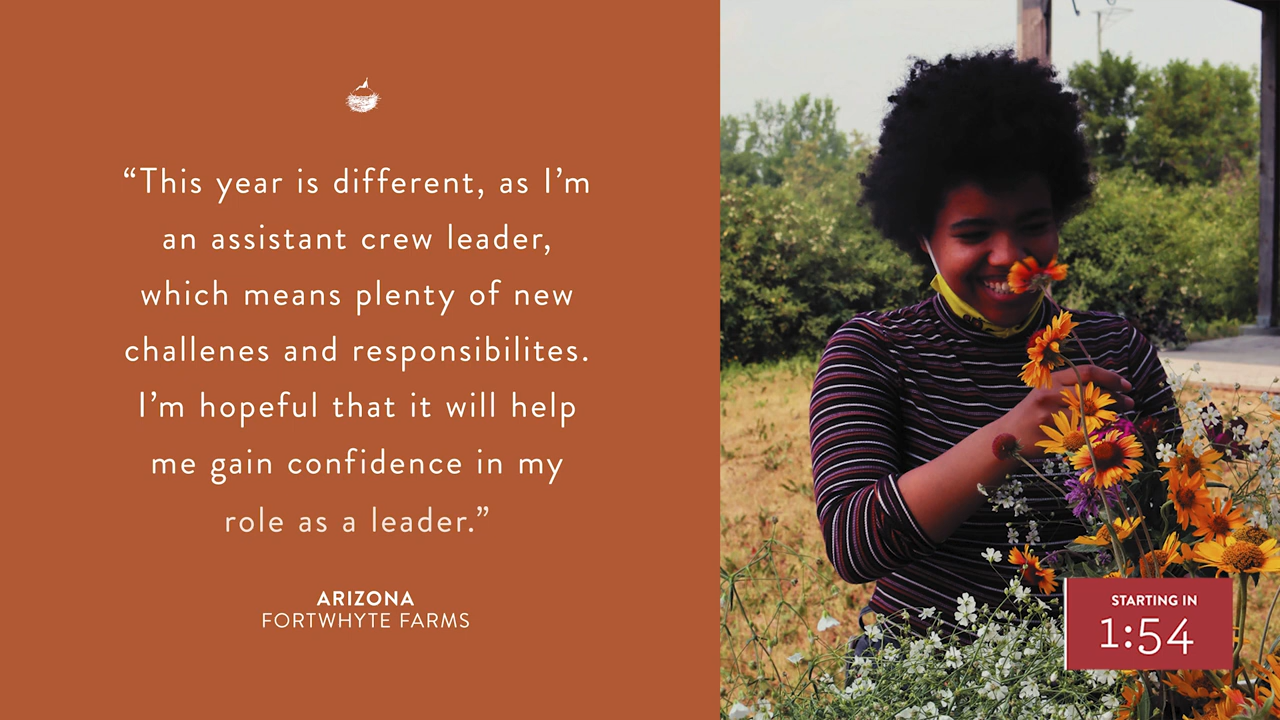 “This year is different, as I’m
an assistant crew leader,
which means plenty of new
challenes and responsibilites.
I’m hopeful that it will help
me gain confidence in my
role as a leader.”
ARIZONA
FORTWHYTE FARMS
STARTING IN
1:54